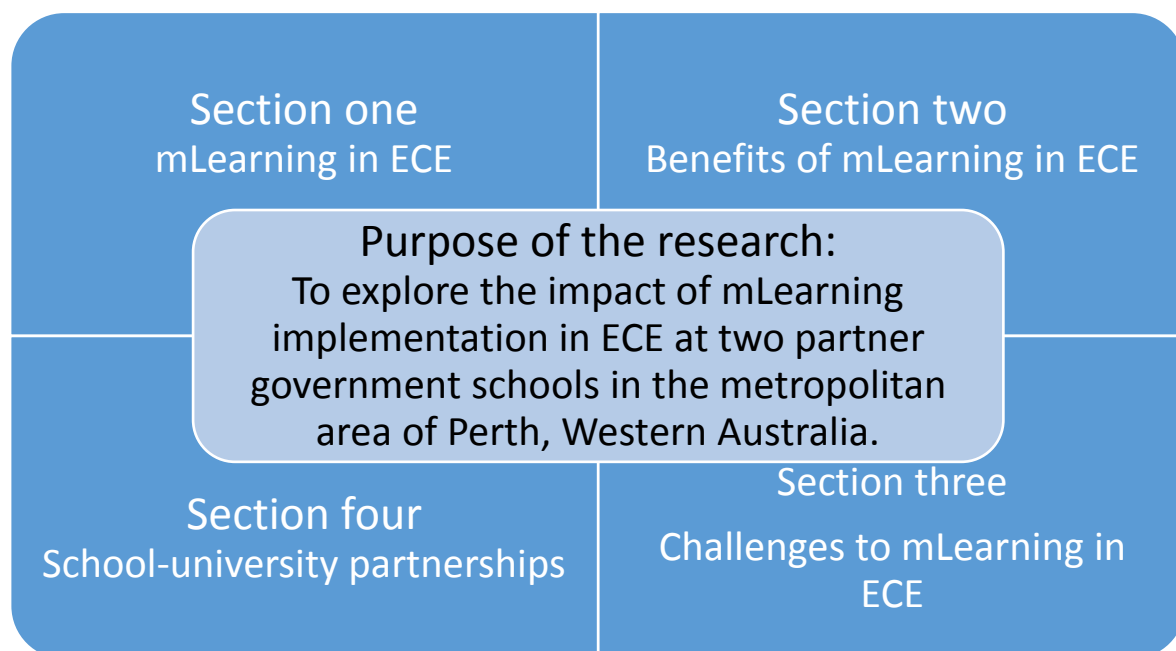 Section one
mLearning in ECE
Section two
Benefits of mLearning in ECE
Purpose of the research:
To explore the impact of mLearning
implementation in ECE at two partner
government schools in the metropolitan
area of Perth, Western Australia.
Section three
Challenges to mLearning in
ECE
Section four
School-university partnerships